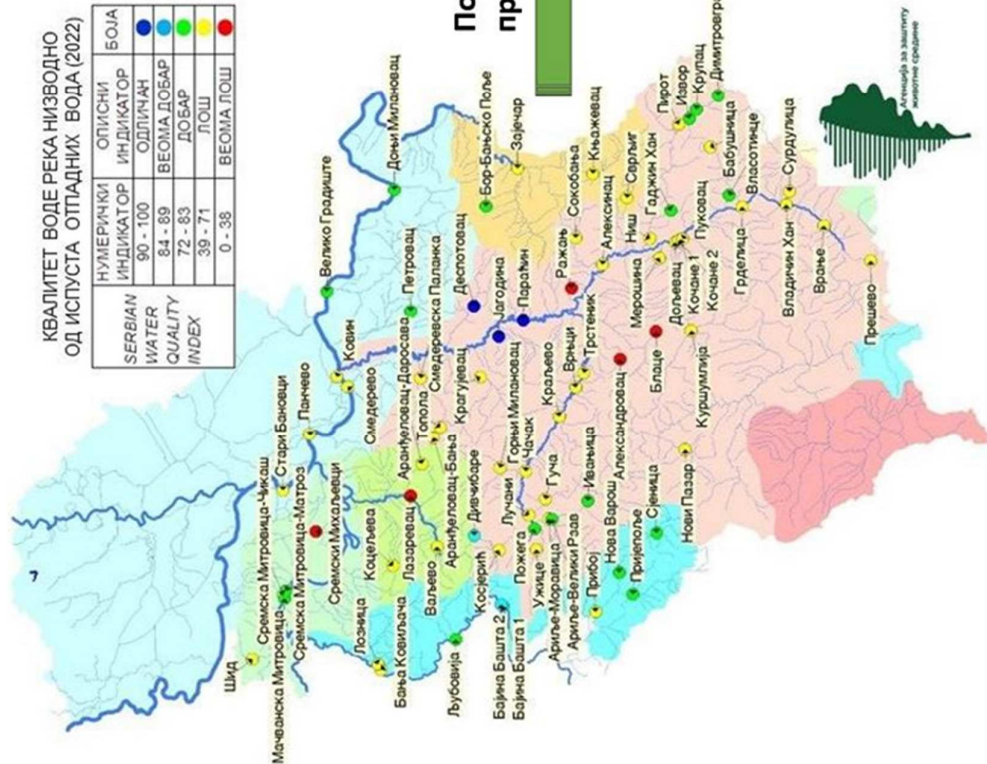 КВАЛИТЕТ ВОДЕ РЕКА НИЗВОДНО
ОД ИСПУСТА ОТПАДНИХ ВОДА (2022)
SERBIAN WATER QUALITY INDEX
НУМЕРИЧКИ ИНДИКАТОР
ОПИСНИ ИНДИКАТОР
БОЈА
90 - 100 ОДЛИЧАН
84 - 89 ВЕОМА ДОБАР
72 - 83 ДОБАР
39 - 71 ЛОШ
0 - 38 ВЕОМА ЛОШ
По
пр
Шид
Сремска Митровица-Чикаш
Мачванска Митровица
Сремска Митровица-Матроз
Стари Бановци
Панчево
Сремски Михаљевци
Ковин
Смедерево
Велико Градиште
Доњи Милановац
Лозница
Бања Ковиљача
Коцељева
Лазаревац
Ваљево
Аранђеловац-Даросава
Топола
Смедеревска Паланка
Петровац
Аранђеловац-Бања
Крагујевац
Деспотовац
Бор-Бањско Поље
Зајечар
Љубовија
Косјерић
Дивчибаре
Горњи Милановац
Јагодина
Параћин
Бајина Башта 2
Бајина Башта 1
Пожега
Лучани
Чачак
Ужице
Гуча
Краљево
Врнци
Трстеник
Ражањ
Сокобања
Књажевац
Ариље-Моравица
Ариље-Велики Рзав
Ивањица
Александровац
Алексинац
Сврљиг
Ниш
Прибој
Нова Варош
Пријепоље
Сјеница
Нови Пазар
Блаце
Куршумлија
Мерошина
Дољевац
Кочане 1
Кочане 2
Пуковац
Гаџин Хан
Пирот
Извор
Крупац
Димитровгр
Бабушница
Власотинце
Грделица
Сурдулица
Владичин Хан
Врање
Прешево
Агенција за заштиту
животне средине